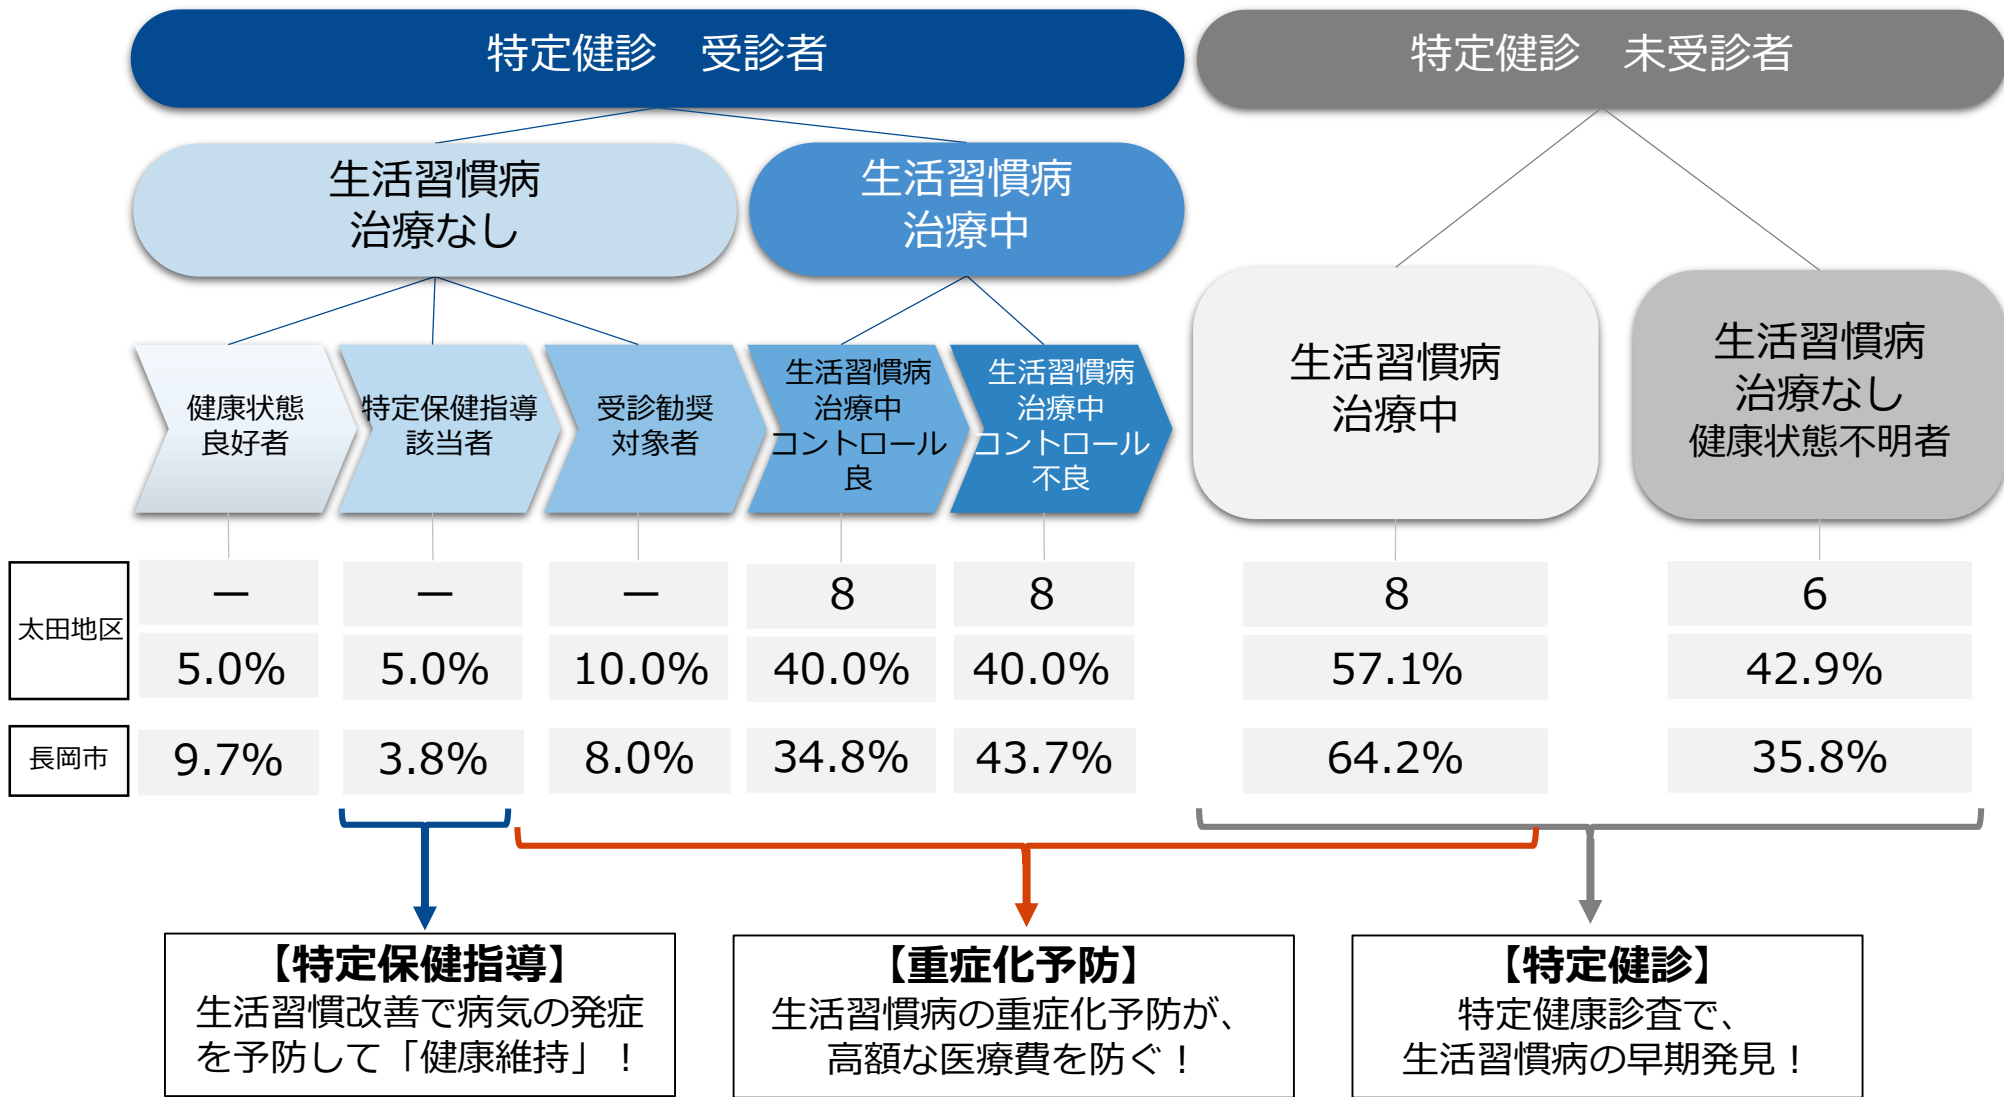 特定健診　受診者
特定健診　未受診者
生活習慣病
治療なし
生活習慣病
治療中
生活習慣病
治療中
生活習慣病
治療なし
健康状態不明者
健康状態
良好者
特定保健指導
該当者
受診勧奨
対象者
生活習慣病
治療中
コントロール
良
生活習慣病
治療中
コントロール
不良
太田地区
ー
ー
ー
8
8
8
6
5.0%
5.0%
10.0%
40.0%
40.0%
57.1%
42.9%
長岡市
9.7%
3.8%
8.0%
34.8%
43.7%
64.2%
35.8%
【特定保健指導】
生活習慣改善で病気の発症
を予防して「健康維持」！
【重症化予防】
生活習慣病の重症化予防が、
高額な医療費を防ぐ！
【特定健診】
特定健康診査で、
生活習慣病の早期発見！